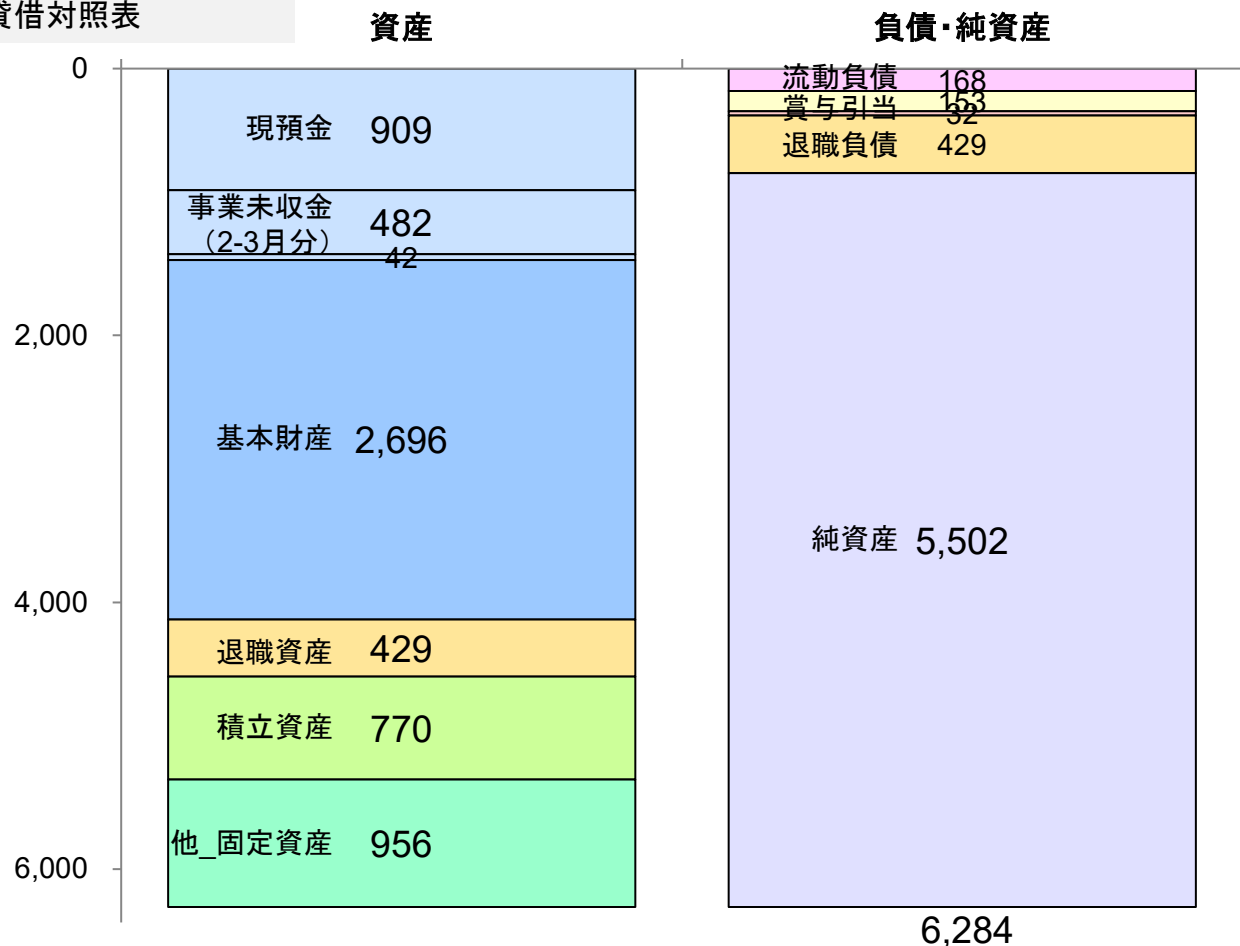 貸借対照表
資産
負債・純資産
0
2,000
4,000
6,000
現預金 909
事業未収金 482
（2-3月分）
42
基本財産 2,696
退職資産 429
積立資産 770
他_固定資産 956
流動負債 168
153
賞与引当 32
退職負債 429
純資産 5,502
6,284